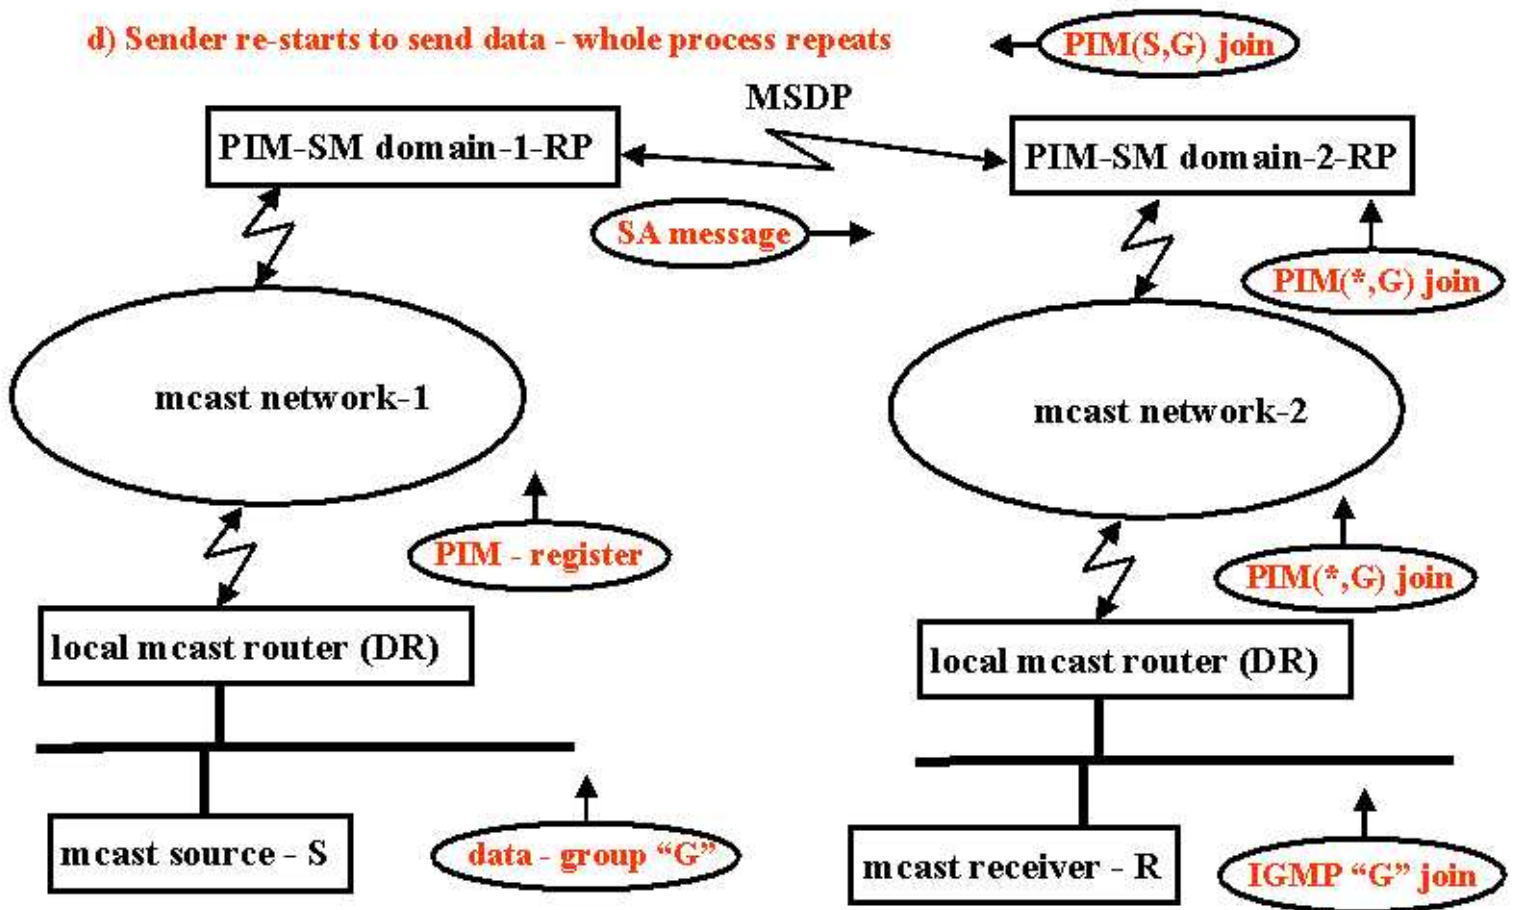 d) Sender re-starts to send data - whole process repeats
PIM(S,G) join
MSDP
PIM-SM domain-1-RP
PIM-SM domain-2-RP
SA message
PIM(*,G) join
mcast network-1
mcast network-2
PIM - register
PIM(*,G) join
local mcast router (DR)
local mcast router (DR)
mcast source - S
data - group “G”
mcast receiver - R
IGMP “G” join